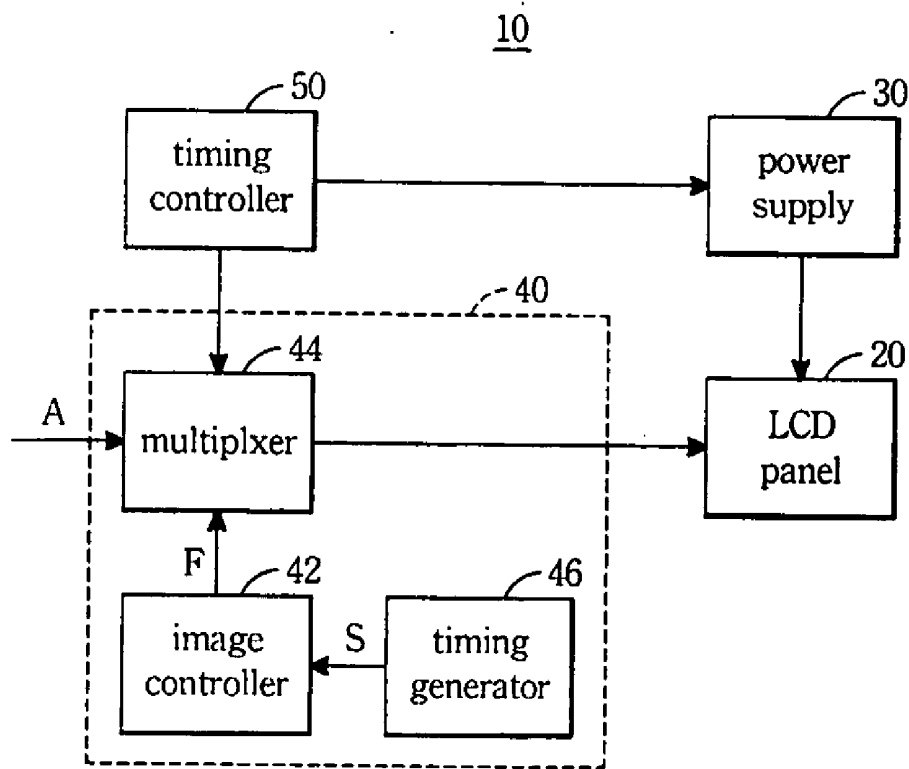 10
50
timing
controller
30
power
supply
40
44
multiplxer
A
20
LCD
panel
F
42
image
controller
S
46
timing
generator